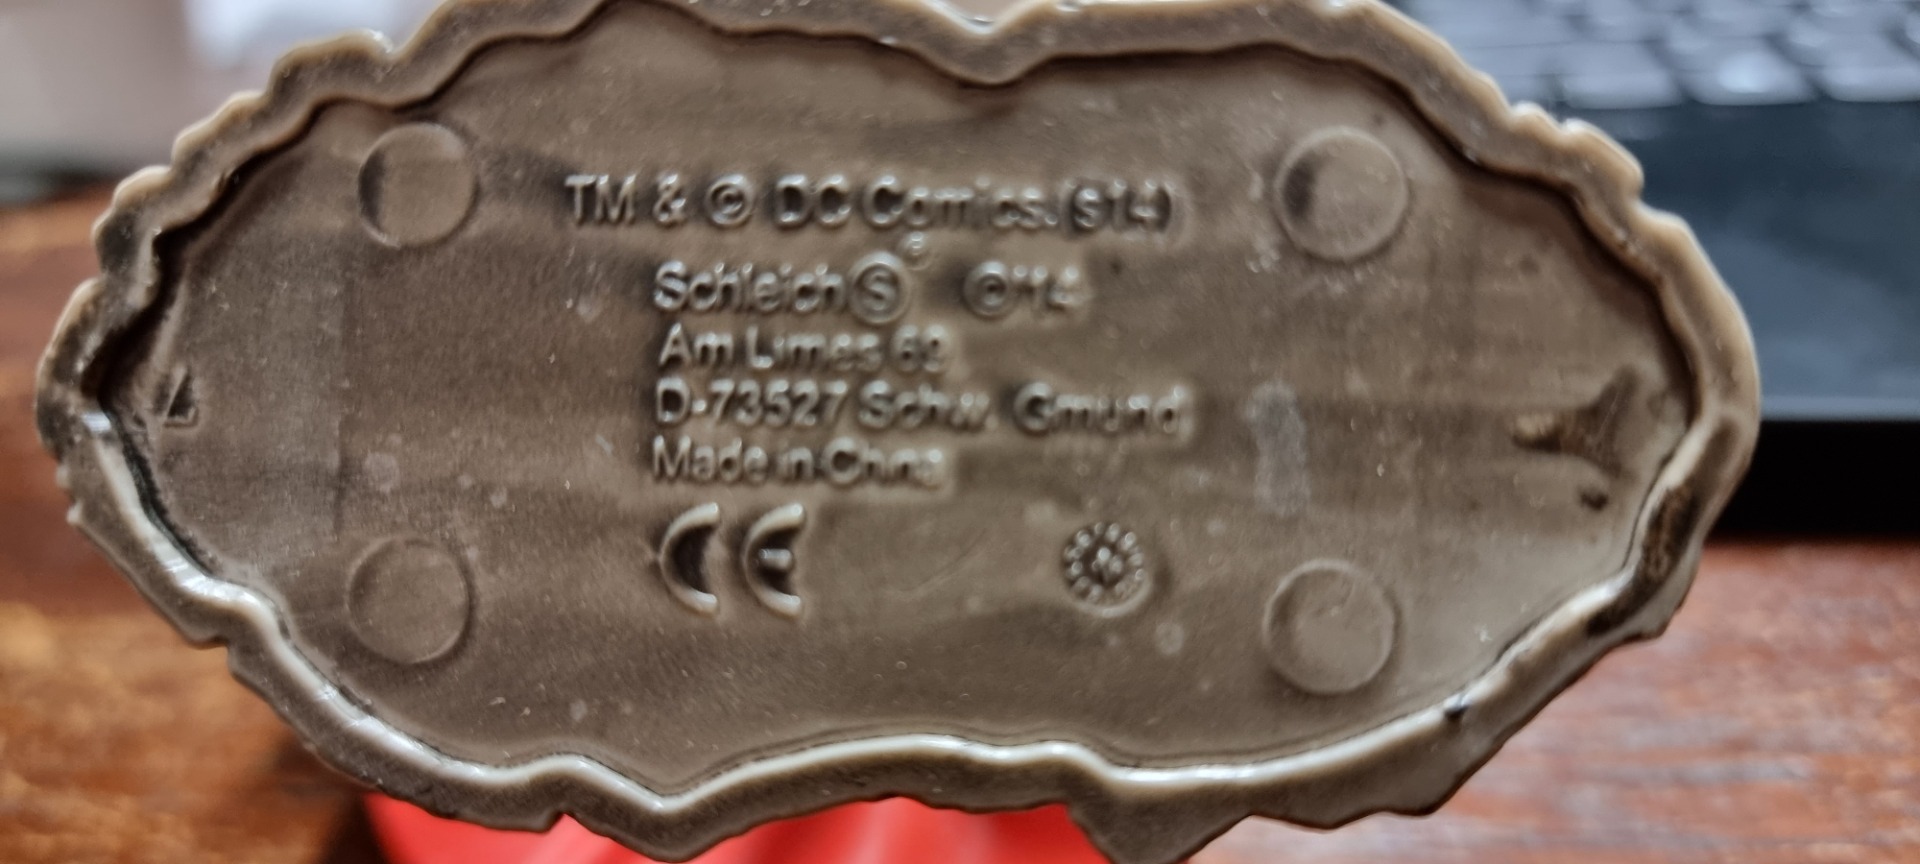 TM & © DC Comics. (s14)
Schleich Ⓢ® ©'14
Am Limes 69
D-73527 Schw. Gmünd
Made in China
CE